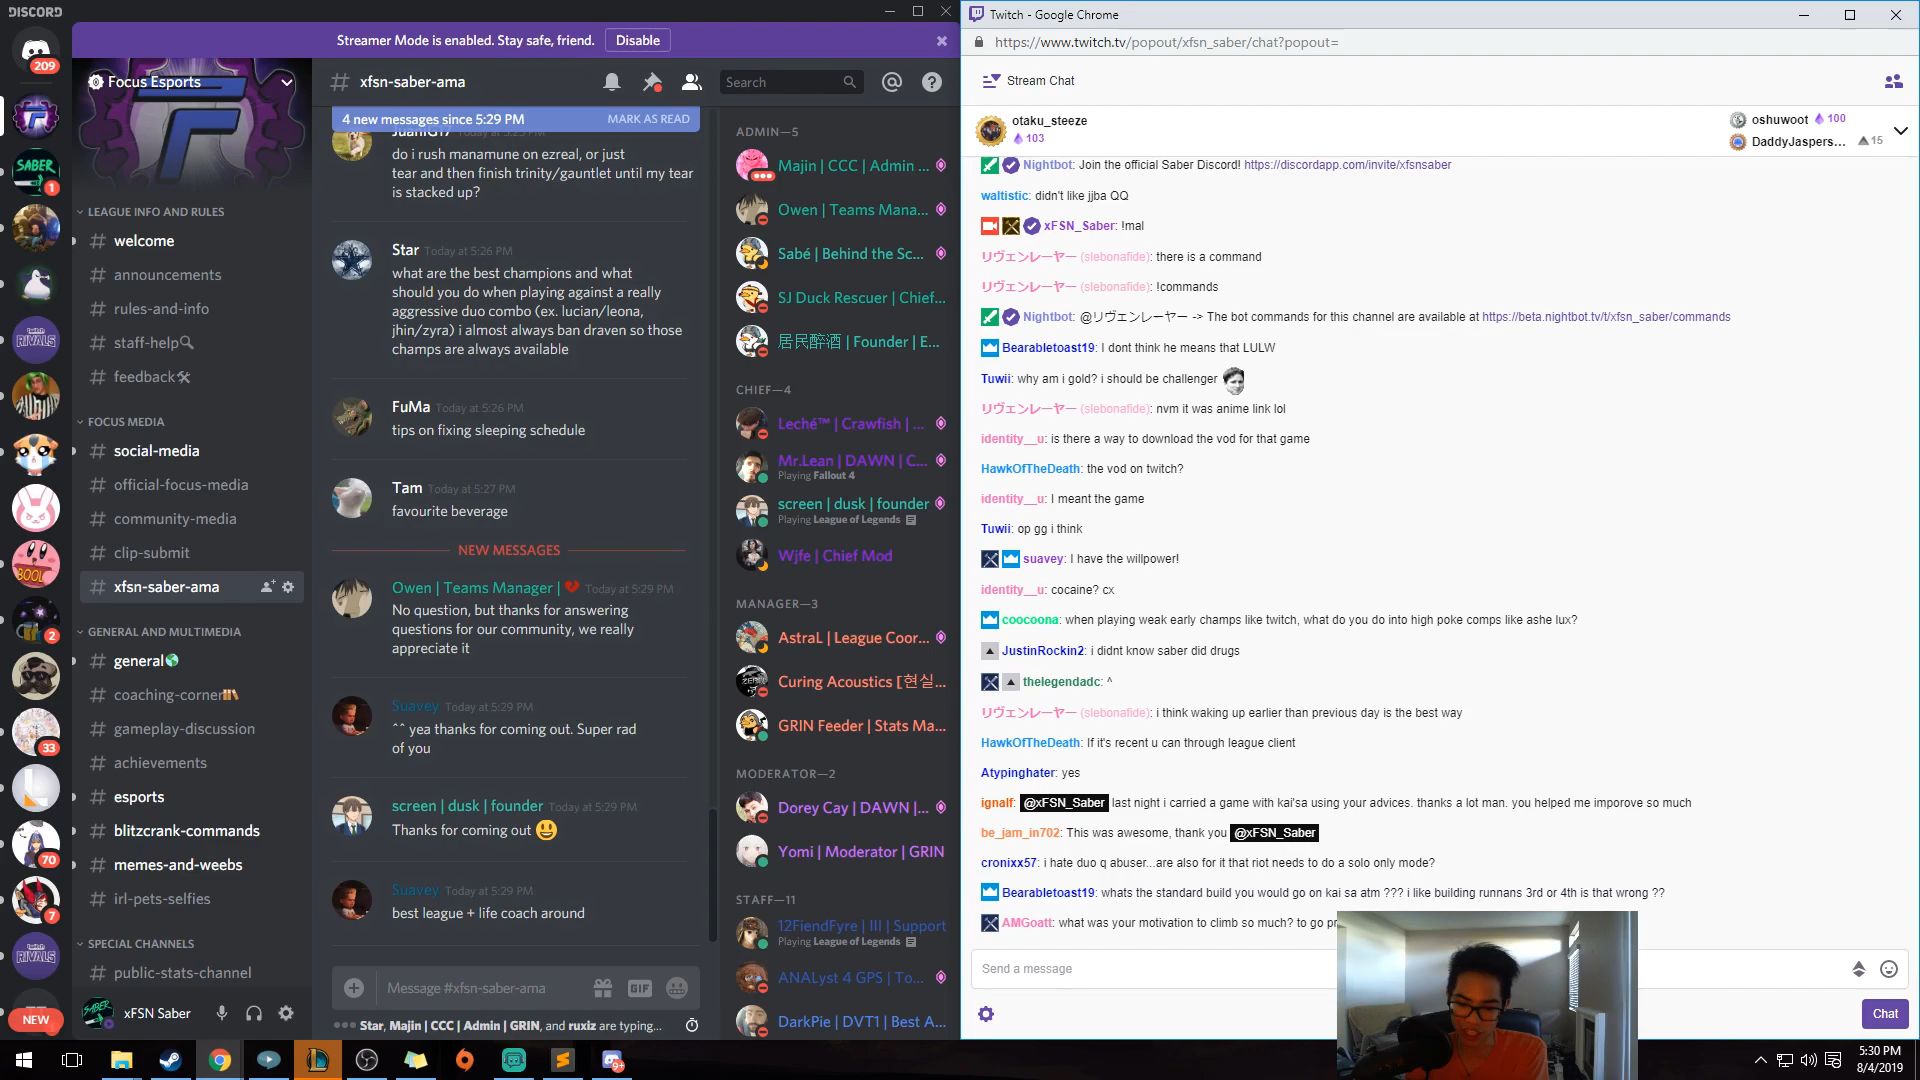 DISCORD
Streamer Mode is enabled. Stay safe, friend.
Disable
209
Focus Esports
SABER
1
RIVALS
BOOL
2
33
70
7
RIVALS
NEW
LEAGUE INFO AND RULES
# welcome
# announcements
# rules-and-info
# staff-help🔍
# feedback🛠
FOCUS MEDIA
# social-media
# official-focus-media
# community-media
# clip-submit
# xfsn-saber-ama
GENERAL AND MULTIMEDIA
# general🌎
# coaching-corner📚
# gameplay-discussion
# achievements
# esports
# blitzcrank-commands
# memes-and-weebs
# irl-pets-selfies
SPECIAL CHANNELS
# public-stats-channel
SABER
xFSN Saber
# xfsn-saber-ama
Search
4 new messages since 5:29 PM
MARK AS READ
do i rush manamune on ezreal, or just
tear and then finish trinity/gauntlet until my tear
is stacked up?
Star Today at 5:26 PM
what are the best champions and what
should you do when playing against a really
aggressive duo combo (ex. lucian/leona,
jhin/zyra) i almost always ban draven so those
champs are always available
FuMa Today at 5:26 PM
tips on fixing sleeping schedule
Tam Today at 5:27 PM
favourite beverage
NEW MESSAGES
Owen | Teams Manager | 💔 Today at 5:29 PM
No question, but thanks for answering
questions for our community, we really
appreciate it
Suavey Today at 5:29 PM
^^ yea thanks for coming out. Super rad
of you
screen | dusk | founder Today at 5:29 PM
Thanks for coming out 😃
Suavey Today at 5:29 PM
best league + life coach around
Message #xfsn-saber-ama
GIF
Star, Majin | CCC | Admin | GRIN, and ruxiz are typing...
ADMIN—5
Majin | CCC | Admin ...
Owen | Teams Mana...
Sabé | Behind the Sc...
SJ Duck Rescuer | Chief...
居民醉酒 | Founder | E...
CHIEF—4
Leché™ | Crawfish | ...
Mr.Lean | DAWN | C...
Playing Fallout 4
screen | dusk | founder
Playing League of Legends
Wjfe | Chief Mod
MANAGER—3
AstraL | League Coor...
Curing Acoustics [현실...
GRIN Feeder | Stats Ma...
MODERATOR—2
Dorey Cay | DAWN |...
Yomi | Moderator | GRIN
STAFF—11
12FiendFyre | III | Support
Playing League of Legends
ANALyst 4 GPS | To...
DarkPie | DVT1 | Best A...
Twitch - Google Chrome
https://www.twitch.tv/popout/xfsn_saber/chat?popout=
Stream Chat
otaku_steeze
103
oshuwoot 100
DaddyJaspers... 15
Nightbot: Join the official Saber Discord! https://discordapp.com/invite/xfsnsaber
waltistic: didn't like jjba QQ
xFSN_Saber: !mal
リヴェンレーヤー (slebonafide): there is a command
リヴェンレーヤー (slebonafide): !commands
Nightbot: @リヴェンレーヤー -> The bot commands for this channel are available at https://beta.nightbot.tv/t/xfsn_saber/commands
Bearabletoast19: I dont think he means that LULW
Tuwii: why am i gold? i should be challenger
リヴェンレーヤー (slebonafide): nvm it was anime link lol
identity__u: is there a way to download the vod for that game
HawkOfTheDeath: the vod on twitch?
identity__u: I meant the game
Tuwii: op gg i think
suavey: I have the willpower!
identity__u: cocaine? cx
coocoona: when playing weak early champs like twitch, what do you do into high poke comps like ashe lux?
JustinRockin2: i didnt know saber did drugs
thelegendadc: ^
リヴェンレーヤー (slebonafide): i think waking up earlier than previous day is the best way
HawkOfTheDeath: If it's recent u can through league client
Atypinghater: yes
ignalf: @xFSN_Saber last night i carried a game with kai'sa using your advices. thanks a lot man. you helped me imporove so much
be_jam_in702: This was awesome, thank you @xFSN_Saber
cronixx57: i hate duo q abuser...are also for it that riot needs to do a solo only mode?
Bearabletoast19: whats the standard build you would go on kai sa atm ??? i like building runnans 3rd or 4th is that wrong ??
AMGoatt: what was your motivation to climb so much? to go pr
Send a message
Chat
9+
5:30 PM
8/4/2019